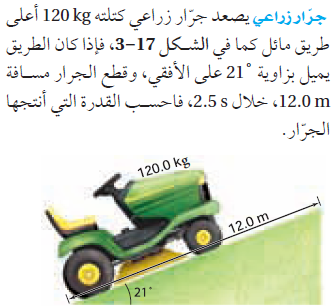 جرّار زراعي يصعد جرّار زراعي كتلته 120 kg أعلى
طريق مائل كما في الشكل 17–3، فإذا كان الطريق
يميل بزاوية 21° على الأفقي، وقطع الجرار مسافة
12.0 m، خلال 2.5 s، فاحسب القدرة التي أنتجها
الجرّار.
120.0 kg
12.0 m
21°